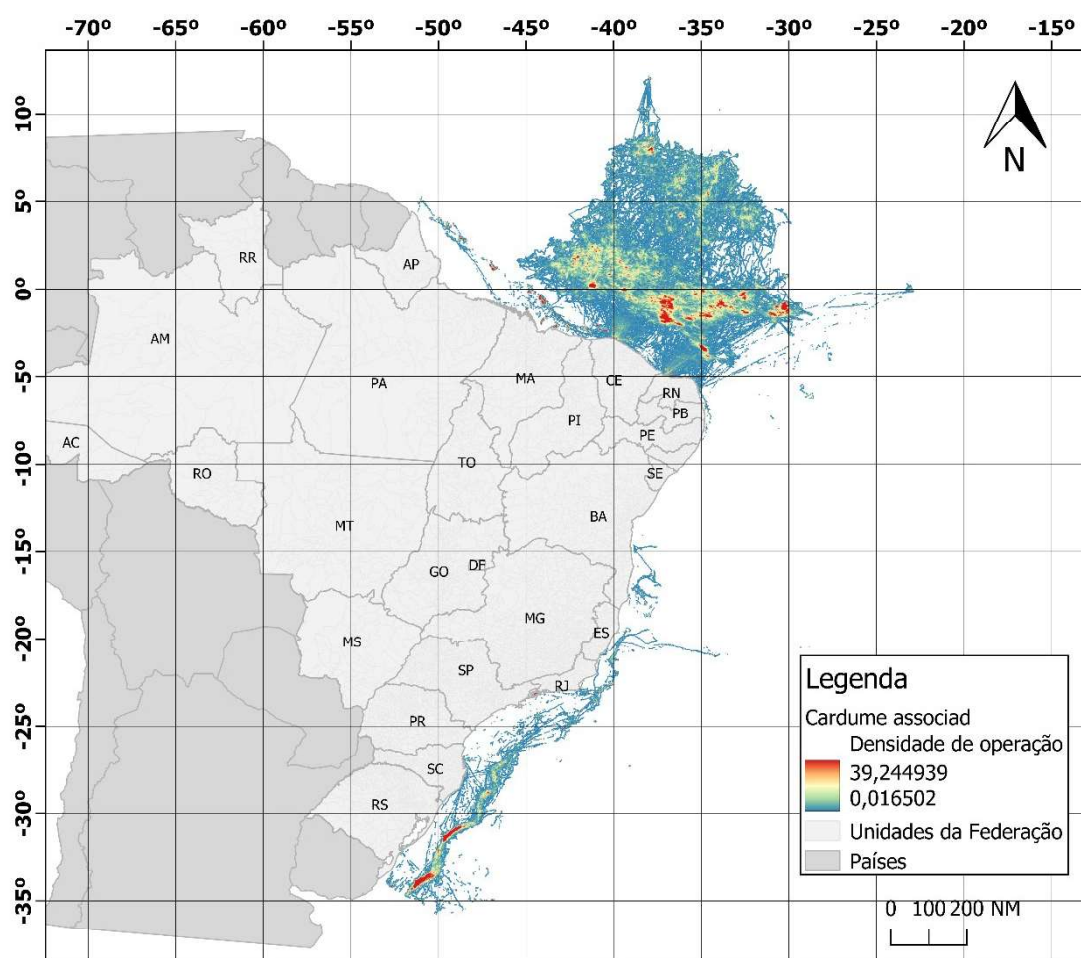 -70º -65º -60º -55º -50º -45º -40º -35º -30º -25º -20º -15º
10º
5º
0º
-5º
-10º
-15º
-20º
-25º
-30º
-35º
N
RR
AP
AM
PA
MA
CE
RN
PB
PI
PE
AC
TO
SE
RO
BA
MT
GO
DF
MG
ES
MS
SP
RJ
PR
SC
RS
Legenda
Cardume associad
Densidade de operação
39,244939
0,016502
Unidades da Federação
Países
0 100 200 NM